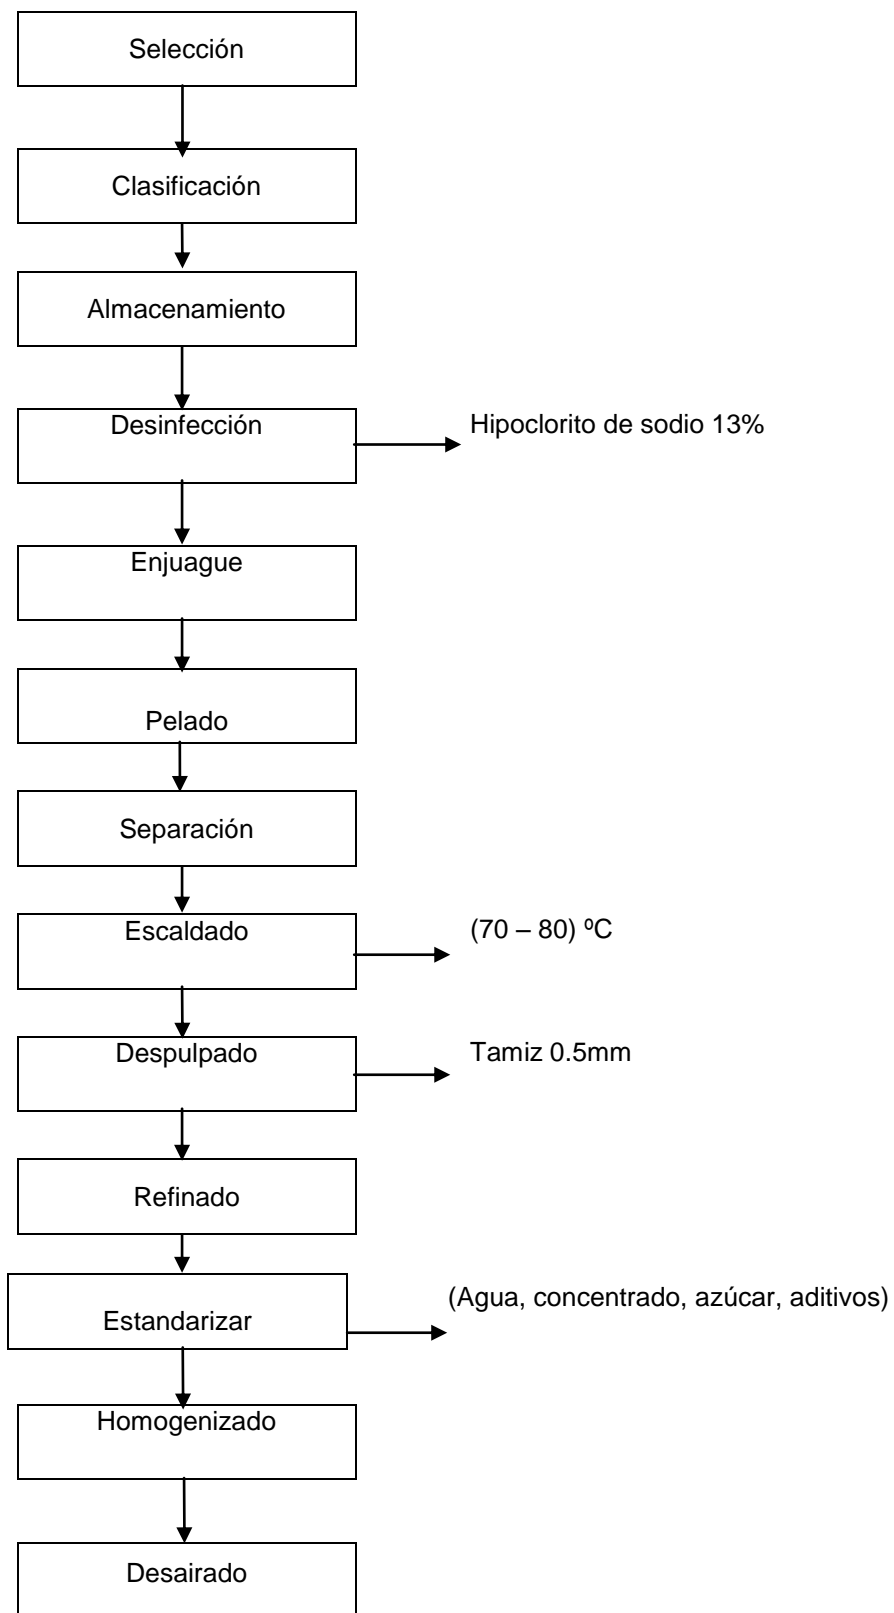 Selección
Clasificación
Almacenamiento
Desinfección
Hipoclorito de sodio 13%
Enjuague
Pelado
Separación
Escaldado
(70 – 80) ºC
Despulpado
Tamiz 0.5mm
Refinado
(Agua, concentrado, azúcar, aditivos)
Estandarizar
Homogenizado
Desairado